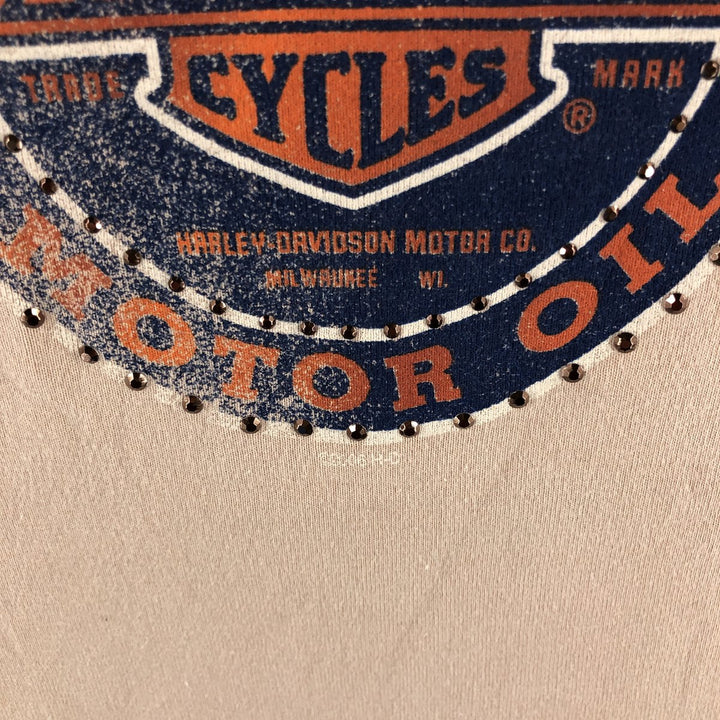 CYCLES
TRADE MARK
®
HARLEY-DAVIDSON MOTOR CO.
MILWAUKEE WI.
MOTOR OIL